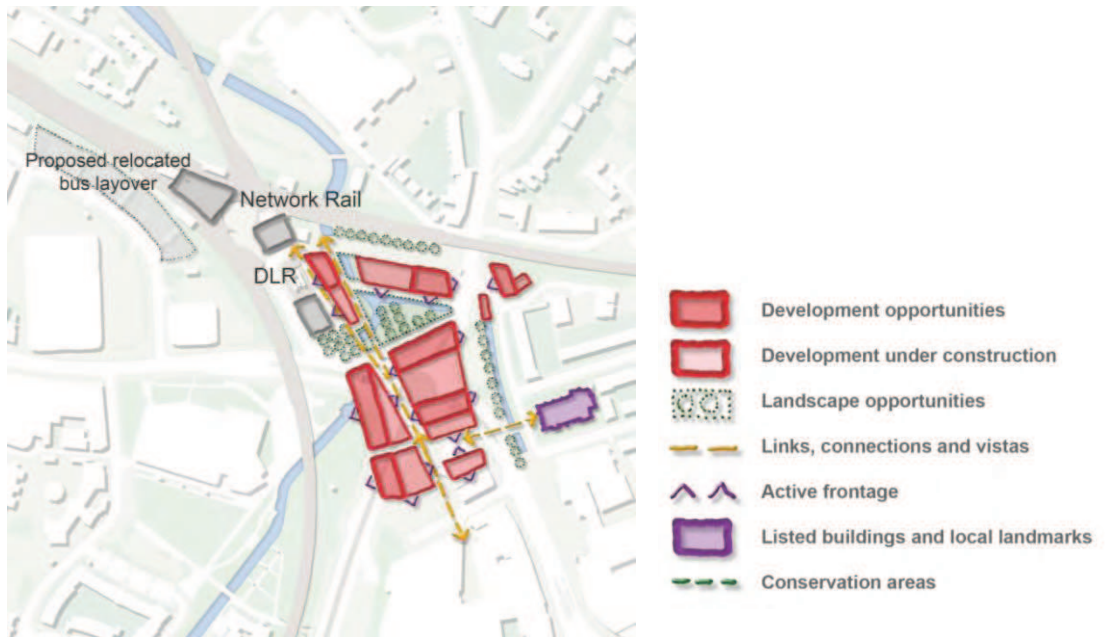 Proposed relocated
bus layover
Network Rail
DLR
Development opportunities
Development under construction
Landscape opportunities
Links, connections and vistas
Active frontage
Listed buildings and local landmarks
Conservation areas